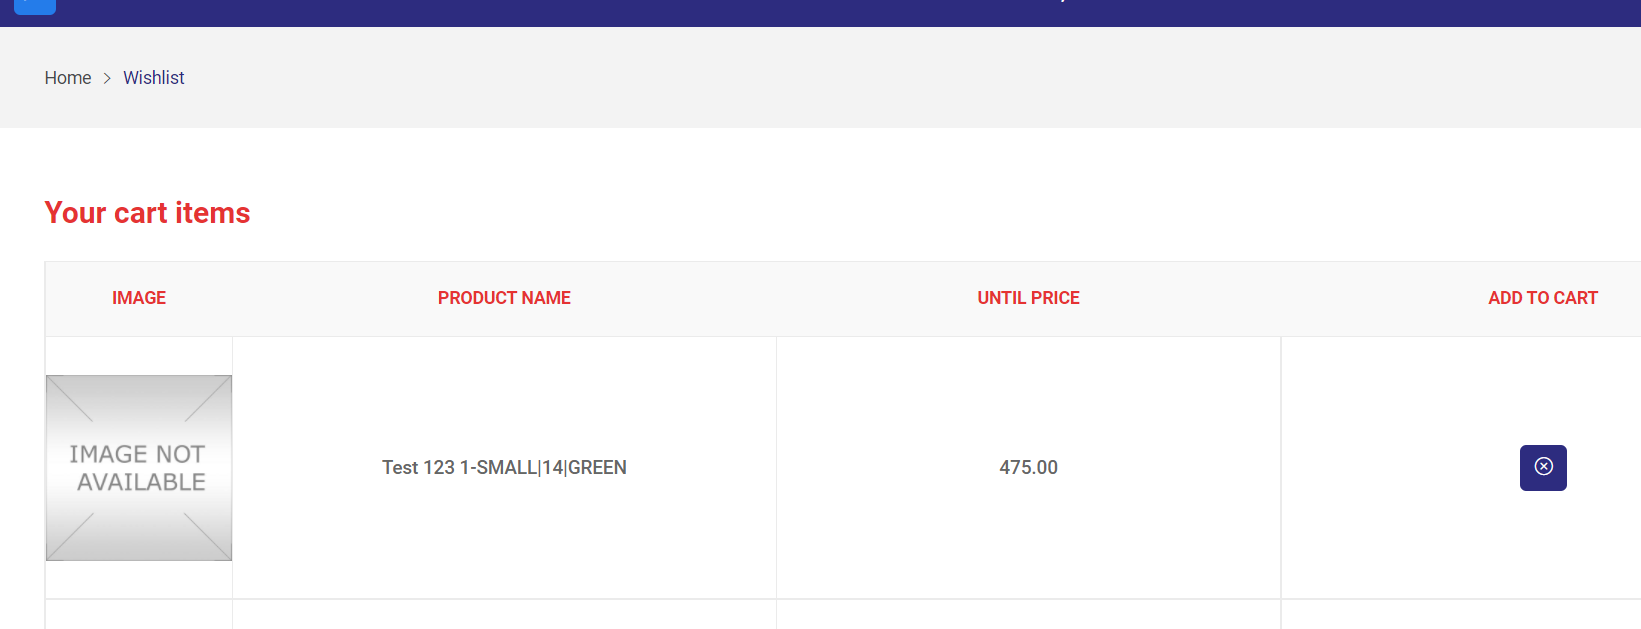 Home > Wishlist
Your cart items
IMAGE PRODUCT NAME UNTIL PRICE ADD TO CART
IMAGE NOT
AVAILABLE
Test 123 1-SMALL|14|GREEN 475.00